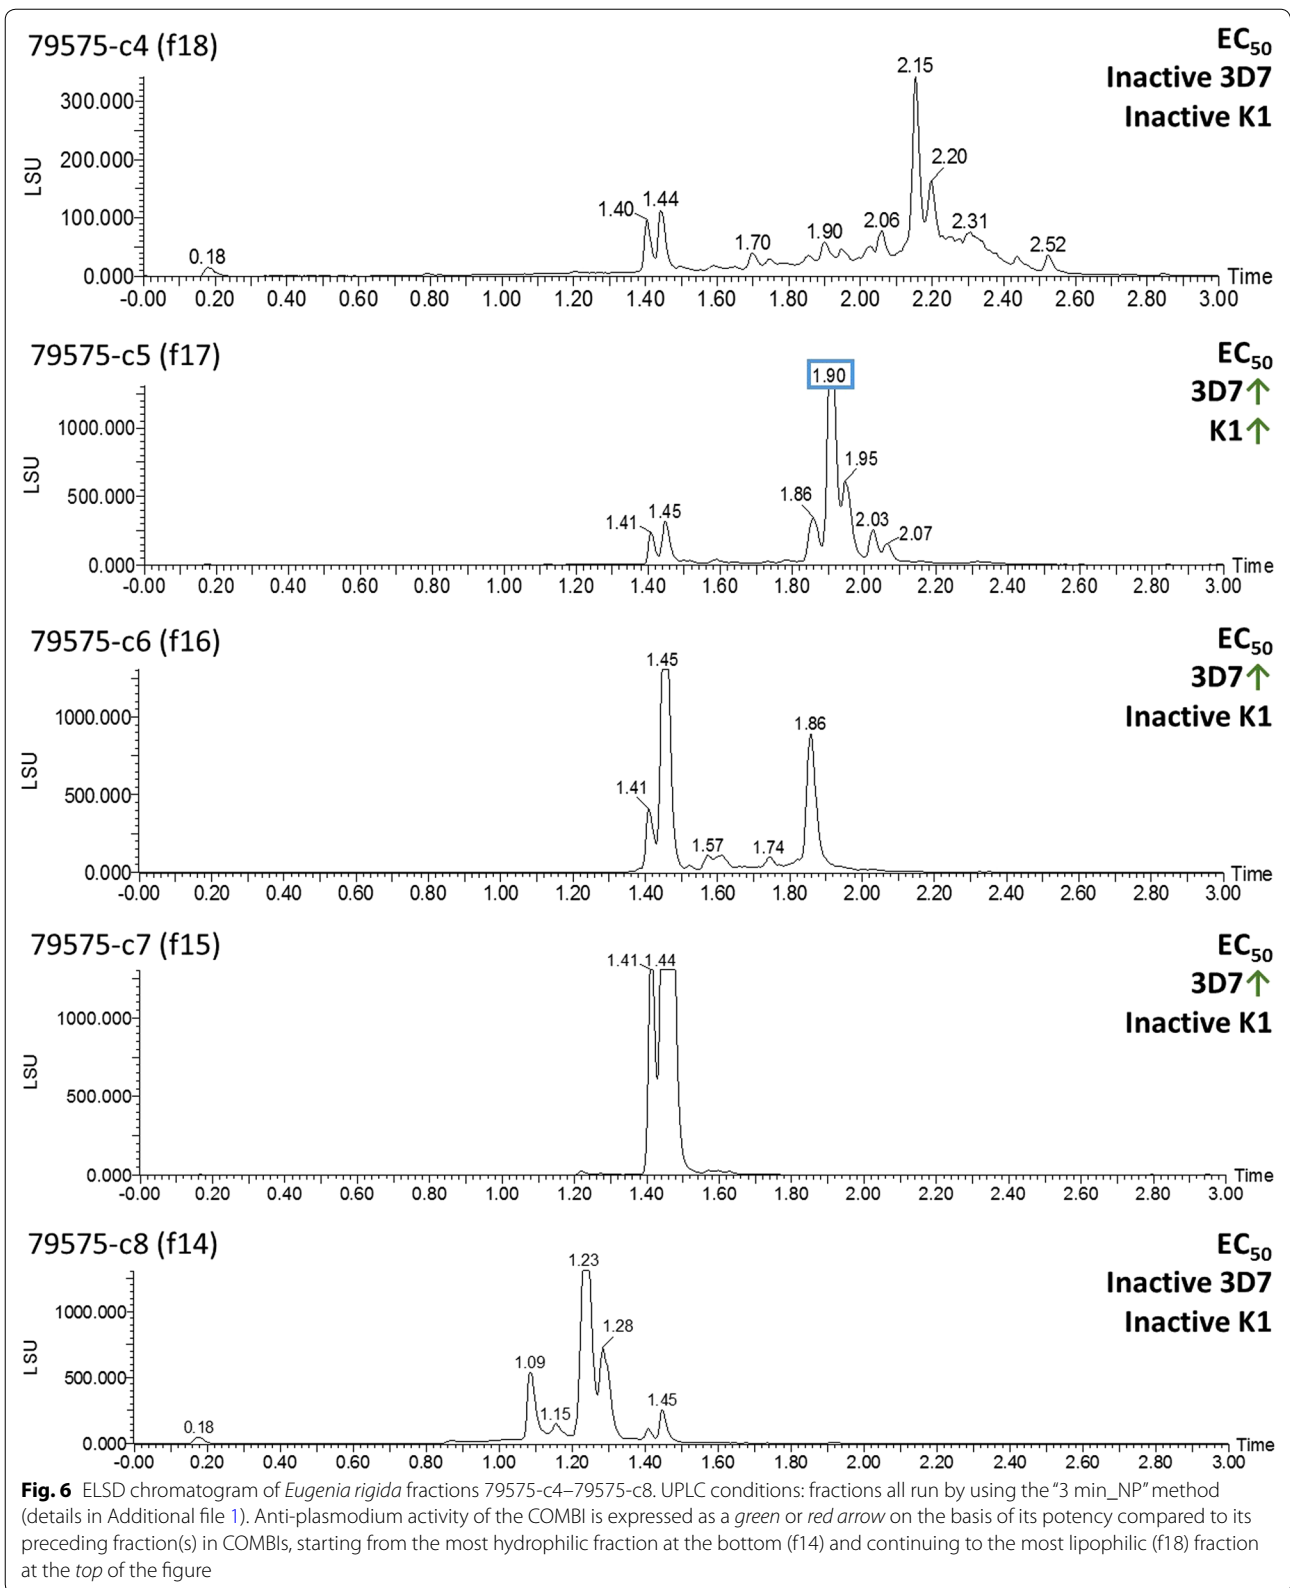 79575-c4 (f18)
EC50
Inactive 3D7
Inactive K1
LSU
300.000
200.000
100.000
0.000
0.18
1.40
1.44
1.70
1.90
2.06
2.15
2.20
2.31
2.52
-0.00 0.20 0.40 0.60 0.80 1.00 1.20 1.40 1.60 1.80 2.00 2.20 2.40 2.60 2.80 3.00 Time
79575-c5 (f17)
EC50
3D7↑
K1↑
LSU
1000.000
500.000
0.000
1.41
1.45
1.86
1.90
1.95
2.03
2.07
-0.00 0.20 0.40 0.60 0.80 1.00 1.20 1.40 1.60 1.80 2.00 2.20 2.40 2.60 2.80 3.00 Time
79575-c6 (f16)
EC50
3D7↑
Inactive K1
LSU
1000.000
500.000
0.000
1.41
1.45
1.57
1.74
1.86
-0.00 0.20 0.40 0.60 0.80 1.00 1.20 1.40 1.60 1.80 2.00 2.20 2.40 2.60 2.80 3.00 Time
79575-c7 (f15)
EC50
3D7↑
Inactive K1
LSU
1000.000
500.000
0.000
1.41 1.44
-0.00 0.20 0.40 0.60 0.80 1.00 1.20 1.40 1.60 1.80 2.00 2.20 2.40 2.60 2.80 3.00 Time
79575-c8 (f14)
EC50
Inactive 3D7
Inactive K1
LSU
1000.000
500.000
0.000
0.18
1.09
1.15
1.23
1.28
1.45
-0.00 0.20 0.40 0.60 0.80 1.00 1.20 1.40 1.60 1.80 2.00 2.20 2.40 2.60 2.80 3.00 Time
Fig. 6 ELSD chromatogram of Eugenia rigida fractions 79575-c4–79575-c8. UPLC conditions: fractions all run by using the “3 min_NP” method
(details in Additional file 1). Anti-plasmodium activity of the COMBI is expressed as a green or red arrow on the basis of its potency compared to its
preceding fraction(s) in COMBIs, starting from the most hydrophilic fraction at the bottom (f14) and continuing to the most lipophilic (f18) fraction
at the top of the figure